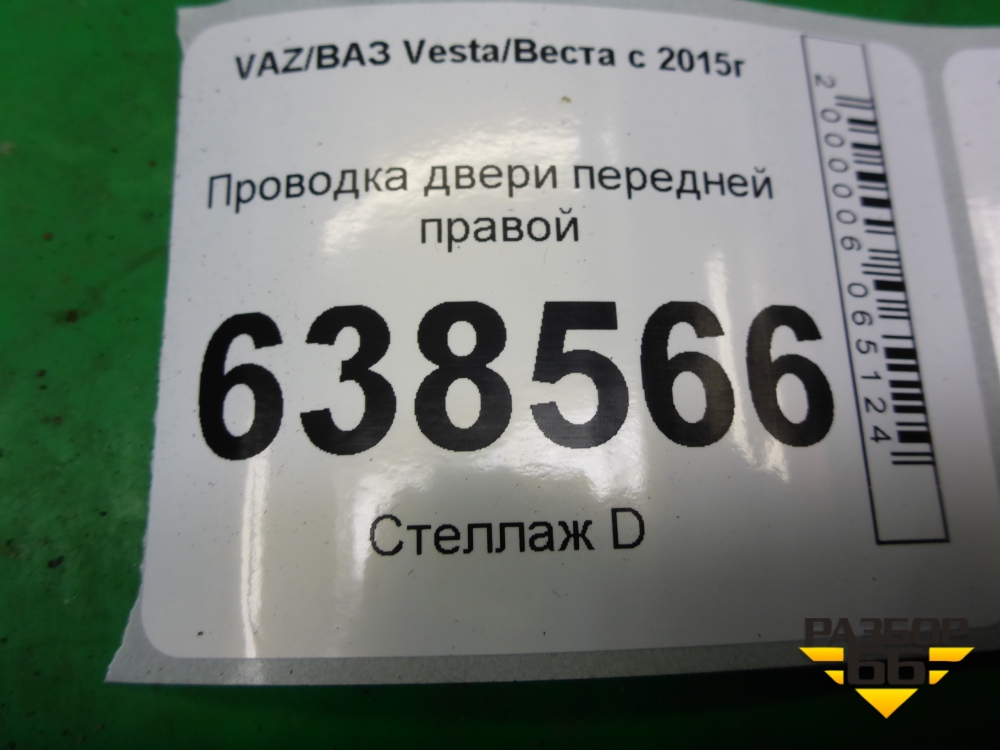 VAZ/ВАЗ Vesta/Веста с 2015г
Проводка двери передней
правой
638566
Стеллаж D
2000006065124
РАЗБОР
66